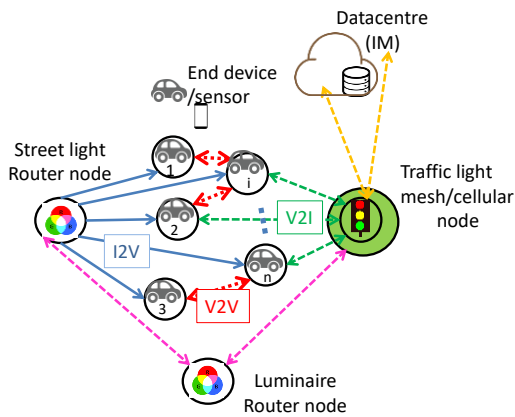 Datacentre
(IM)
End device
/sensor
Street light
Router node
1
i
Traffic light
mesh/cellular
node
2
V2I
I2V
n
3
V2V
Luminaire
Router node